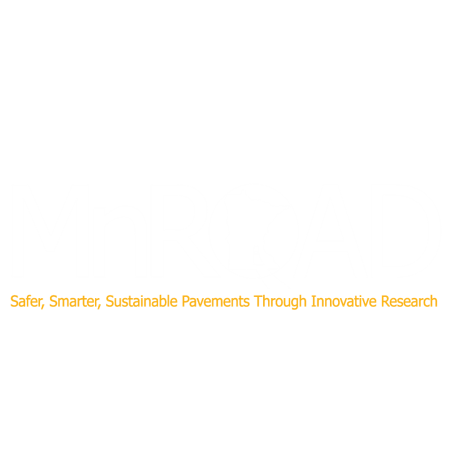 Safer, Smarter, Sustainable Pavements Through Innovative Research